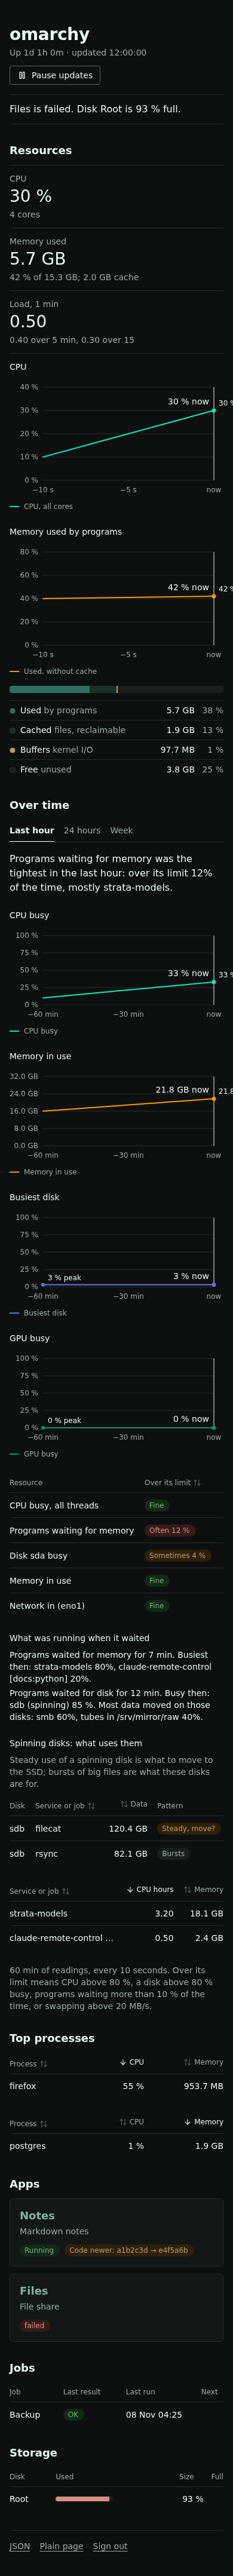 omarchy
Up 1d 1h 0m · updated 12:00:00
Pause updates
Files is failed. Disk Root is 93 % full.
Resources
CPU
30 %
4 cores
Memory used
5.7 GB
42 % of 15.3 GB; 2.0 GB cache
Load, 1 min
0.50
0.40 over 5 min, 0.30 over 15
CPU
40 %
30 % now 30 %
30 %
20 %
10 %
0 %
−10 s −5 s now
CPU, all cores
Memory used by programs
80 %
60 %
42 % now 42 %
40 %
20 %
0 %
−10 s −5 s now
Used, without cache
Used by programs 5.7 GB 38 %
Cached files, reclaimable 1.9 GB 13 %
Buffers kernel I/O 97.7 MB 1 %
Free unused 3.8 GB 25 %
Over time
Last hour 24 hours Week
Programs waiting for memory was the
tightest in the last hour: over its limit 12%
of the time, mostly strata-models.
CPU busy
100 %
75 %
50 %
33 % now 33 %
25 %
0 %
−60 min −30 min now
CPU busy
Memory in use
32.0 GB
24.0 GB
21.8 GB now 21.8
16.0 GB
8.0 GB
0.0 GB
−60 min −30 min now
Memory in use
Busiest disk
100 %
75 %
50 %
25 %
3 % peak 3 % now
0 %
−60 min −30 min now
Busiest disk
GPU busy
100 %
75 %
50 %
25 %
0 % peak 0 % now
0 %
−60 min −30 min now
GPU busy
Resource Over its limit ↑↓
CPU busy, all threads Fine
Programs waiting for memory Often 12 %
Disk sda busy Sometimes 4 %
Memory in use Fine
Network in (eno1) Fine
What was running when it waited
Programs waited for memory for 7 min. Busiest
then: strata-models 80%, claude-remote-control
[docs:python] 20%.
Programs waited for disk for 12 min. Busy then:
sdb (spinning) 85 %. Most data moved on those
disks: smb 60%, tubes in /srv/mirror/raw 40%.
Spinning disks: what uses them
Steady use of a spinning disk is what to move to
the SSD; bursts of big files are what these disks
are for.
Disk Service or job ↑↓ ↑↓ Data Pattern
sdb filecat 120.4 GB Steady, move?
sdb rsync 82.1 GB Bursts
Service or job ↑↓ ↓ CPU hours ↑↓ Memory
strata-models 3.20 18.1 GB
claude-remote-control … 0.50 2.4 GB
60 min of readings, every 10 seconds. Over its
limit means CPU above 80 %, a disk above 80 %
busy, programs waiting more than 10 % of the
time, or swapping above 20 MB/s.
Top processes
Process ↑↓ ↓ CPU ↑↓ Memory
firefox 55 % 953.7 MB
Process ↑↓ ↑↓ CPU ↓ Memory
postgres 1 % 1.9 GB
Apps
Notes
Markdown notes
Running Code newer: a1b2c3d → e4f5a6b
Files
File share
failed
Jobs
Job Last result Last run Next
Backup OK 08 Nov 04:25
Storage
Disk Used Size Full
Root 93 %
JSON Plain page Sign out